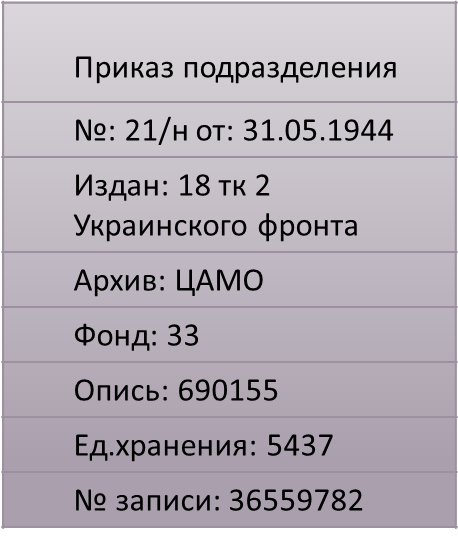 Приказ подразделения
№: 21/н от: 31.05.1944
Издан: 18 тк 2
Украинского фронта
Архив: ЦАМО
Фонд: 33
Опись: 690155
Ед.хранения: 5437
№ записи: 36559782